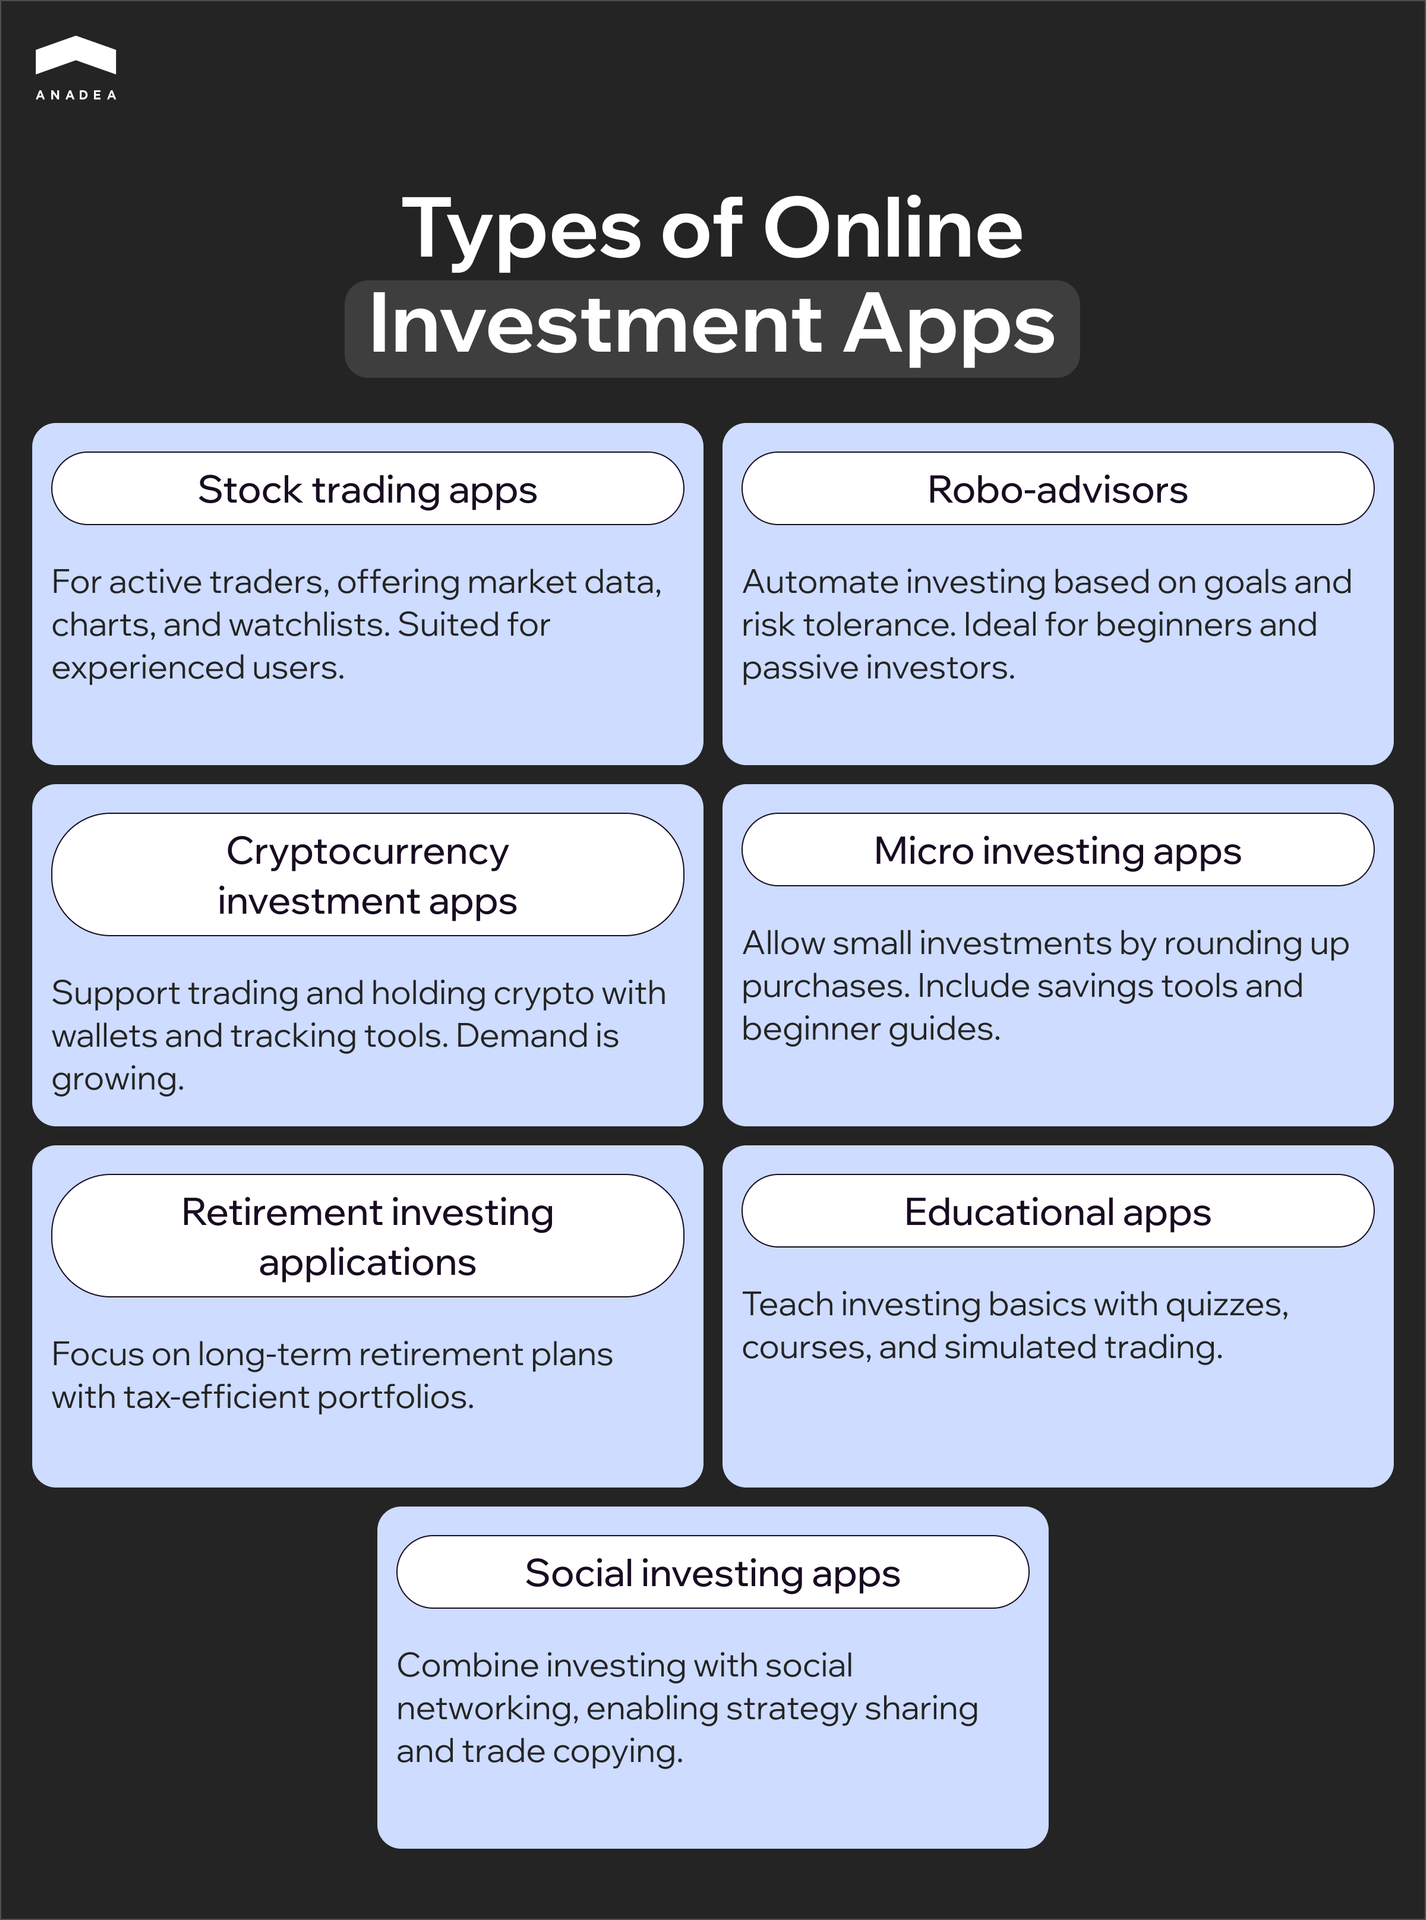 ANADEA
Types of Online
Investment Apps
Stock trading apps
For active traders, offering market data,
charts, and watchlists. Suited for
experienced users.
Robo-advisors
Automate investing based on goals and
risk tolerance. Ideal for beginners and
passive investors.
Cryptocurrency
investment apps
Support trading and holding crypto with
wallets and tracking tools. Demand is
growing.
Micro investing apps
Allow small investments by rounding up
purchases. Include savings tools and
beginner guides.
Retirement investing
applications
Focus on long-term retirement plans
with tax-efficient portfolios.
Educational apps
Teach investing basics with quizzes,
courses, and simulated trading.
Social investing apps
Combine investing with social
networking, enabling strategy sharing
and trade copying.